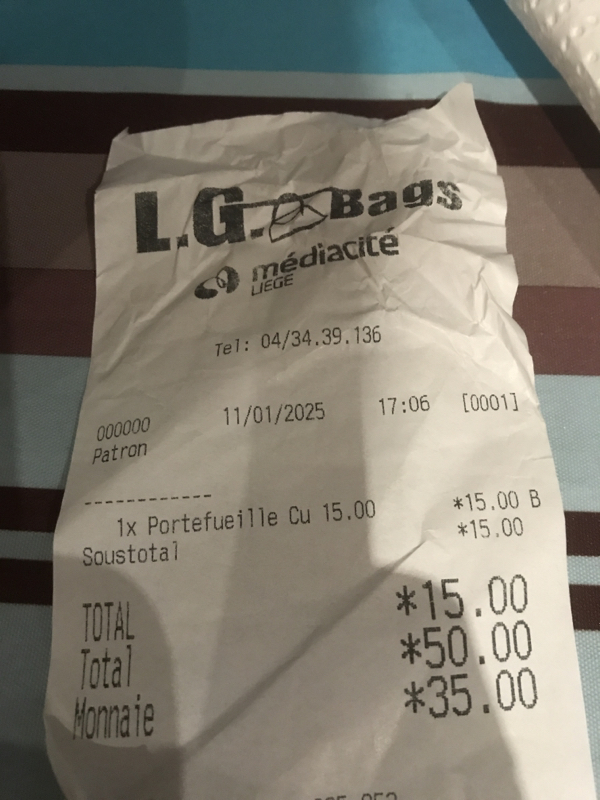 L.G. Bags
médiacité
LIEGE
Tel: 04/34.39.136
000000 11/01/2025 17:06 [0001]
Patron
------------
1x Portefueille Cu 15.00 *15.00 B
Soustotal *15.00
TOTAL *15.00
Total *50.00
Monnaie *35.00